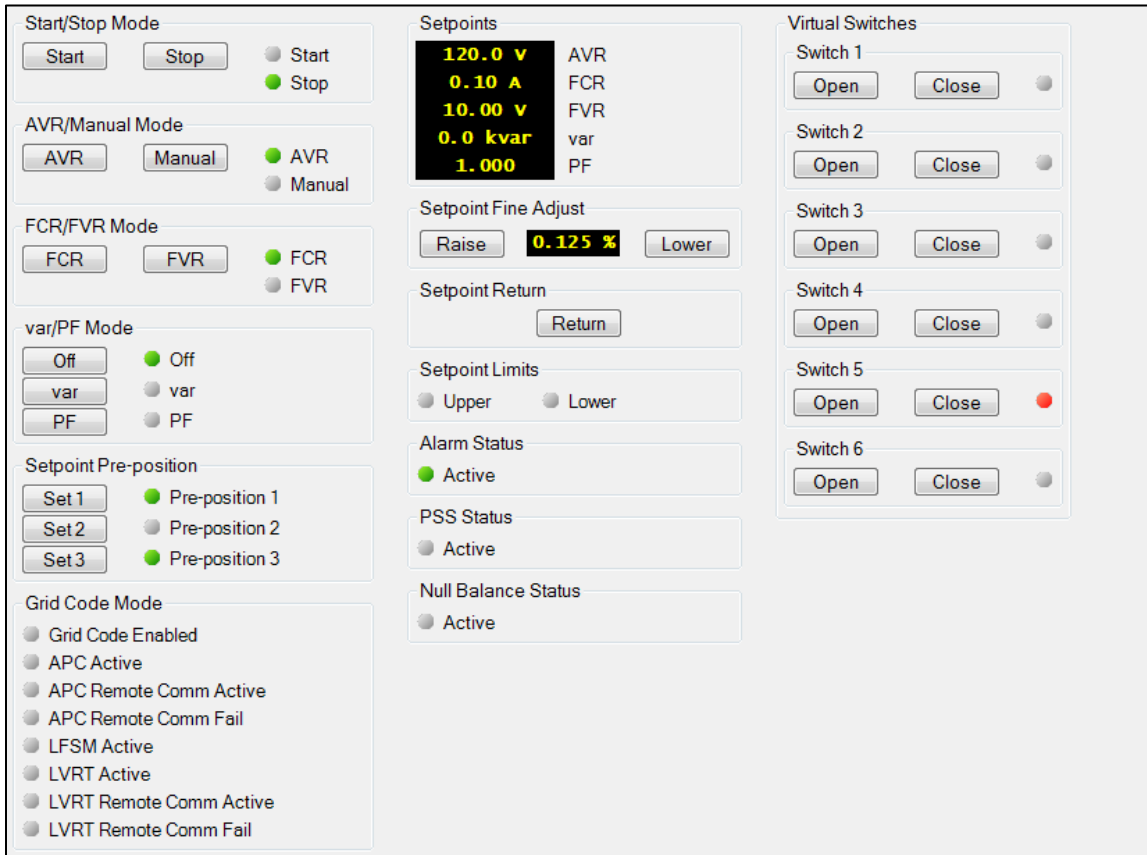 Start/Stop Mode
Start Stop Start
Stop
AVR/Manual Mode
AVR Manual AVR
Manual
FCR/FVR Mode
FCR FVR FCR
FVR
var/PF Mode
Off Off
var var
PF PF
Setpoint Pre-position
Set 1 Pre-position 1
Set 2 Pre-position 2
Set 3 Pre-position 3
Grid Code Mode
Grid Code Enabled
APC Active
APC Remote Comm Active
APC Remote Comm Fail
LFSM Active
LVRT Active
LVRT Remote Comm Active
LVRT Remote Comm Fail
Setpoints
120.0 V AVR
0.10 A FCR
10.00 V FVR
0.0 kvar var
1.000 PF
Setpoint Fine Adjust
Raise 0.125 % Lower
Setpoint Return
Return
Setpoint Limits
Upper Lower
Alarm Status
Active
PSS Status
Active
Null Balance Status
Active
Virtual Switches
Switch 1
Open Close
Switch 2
Open Close
Switch 3
Open Close
Switch 4
Open Close
Switch 5
Open Close
Switch 6
Open Close